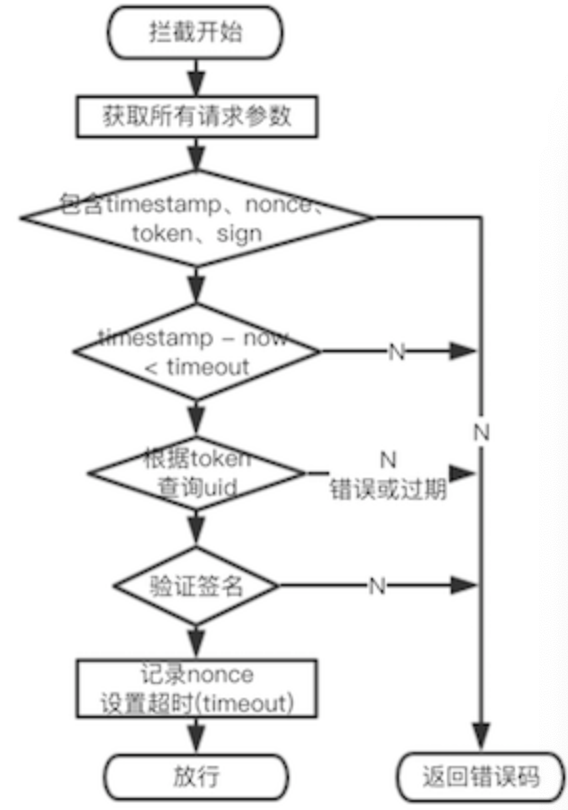 拦截开始
获取所有请求参数
包含timestamp、nonce、
token、sign
timestamp - now
< timeout
N
N
根据token
查询uid
N
错误或过期
验证签名
N
记录nonce
设置超时(timeout)
放行
返回错误码